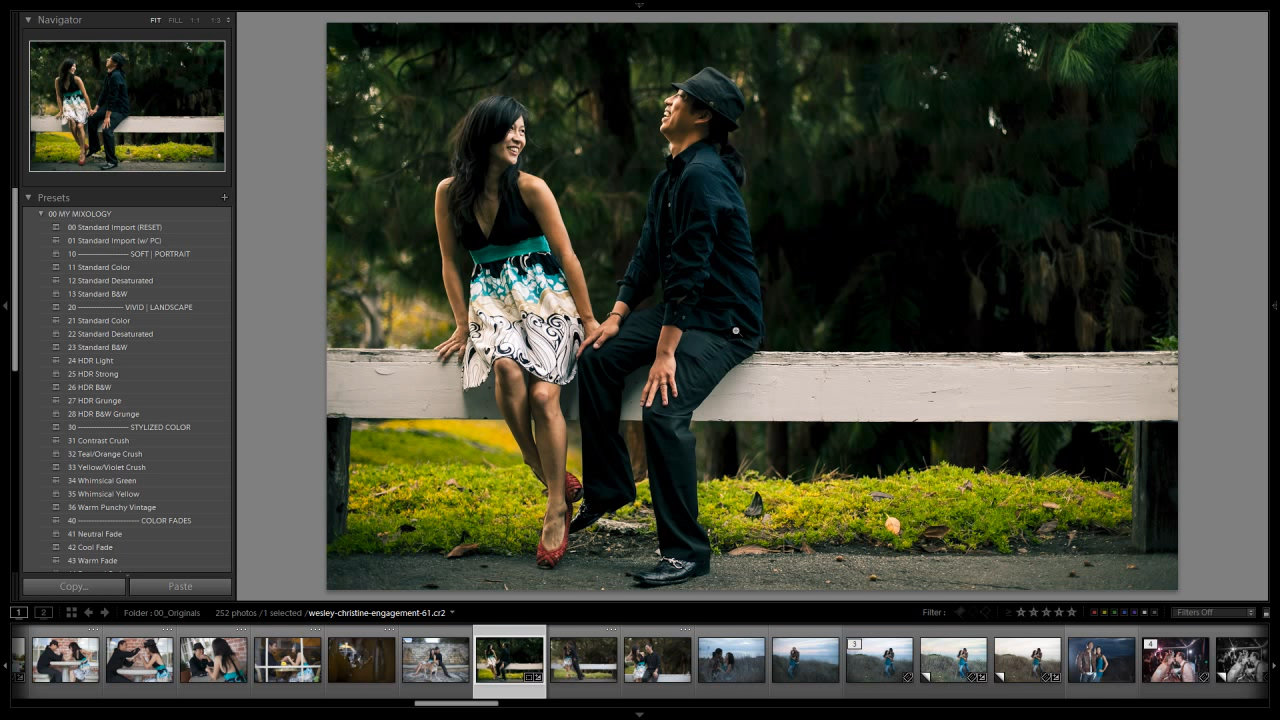 Navigator
FIT FILL 1:1 1:3
Presets
00 MY MIXOLOGY
00 Standard Import (RESET)
01 Standard Import (w/ PC)
10 ——————— SOFT | PORTRAIT
11 Standard Color
12 Standard Desaturated
13 Standard B&W
20 ——————— VIVID | LANDSCAPE
21 Standard Color
22 Standard Desaturated
23 Standard B&W
24 HDR Light
25 HDR Strong
26 HDR B&W
27 HDR Grunge
28 HDR B&W Grunge
30 ——————— STYLIZED COLOR
31 Contrast Crush
32 Teal/Orange Crush
33 Yellow/Violet Crush
34 Whimsical Green
35 Whimsical Yellow
36 Warm Punchy Vintage
40 ——————— COLOR FADES
41 Neutral Fade
42 Cool Fade
43 Warm Fade
Copy... Paste
1 2 Folder : 00_Originals 252 photos /1 selected /wesley-christine-engagement-61.cr2 Filter : Filters Off
3 4